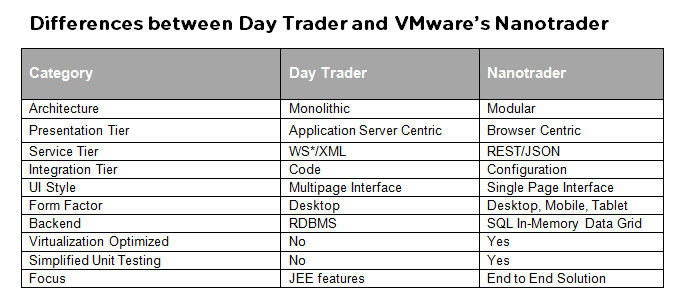 Differences between Day Trader and VMware's Nanotrader
Category Day Trader Nanotrader
Architecture Monolithic Modular
Presentation Tier Application Server Centric Browser Centric
Service Tier WS*/XML REST/JSON
Integration Tier Code Configuration
UI Style Multipage Interface Single Page Interface
Form Factor Desktop Desktop, Mobile, Tablet
Backend RDBMS SQL In-Memory Data Grid
Virtualization Optimized No Yes
Simplified Unit Testing No Yes
Focus JEE features End to End Solution